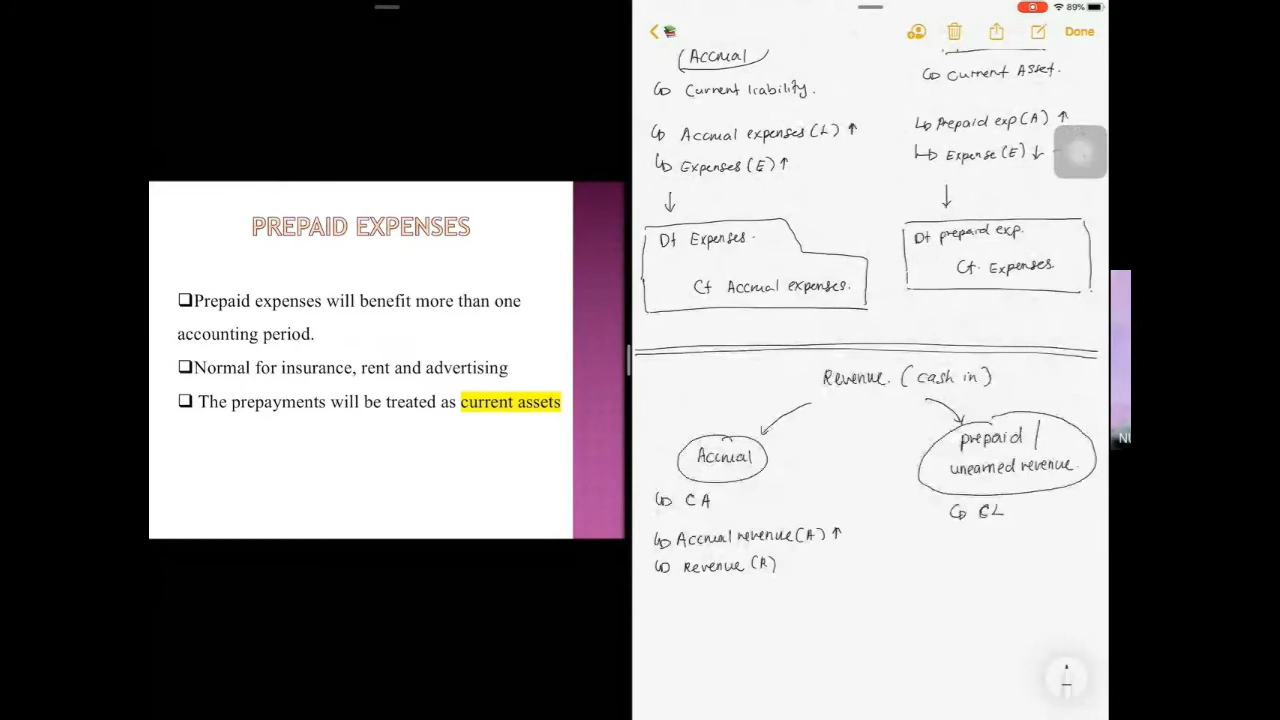 PREPAID EXPENSES
❑Prepaid expenses will benefit more than one
accounting period.
❑Normal for insurance, rent and advertising
❑ The prepayments will be treated as current assets
89%
Done
Accrual
↳ Current liability.
↳ Accrual expenses (L) ↑
↳ Expenses (E) ↑
↓
Dt Expenses.
Ct Accrual expenses.
↳ Current Asset.
↳ Prepaid exp (A) ↑
↳ Expense (E) ↓
↓
Dt prepaid exp.
Ct. Expenses.
Revenue. (cash in)
Accrual
↳ CA
↳ Accrual revenue (A) ↑
↳ Revenue (R)
prepaid /
unearned revenue.
↳ CL
NU